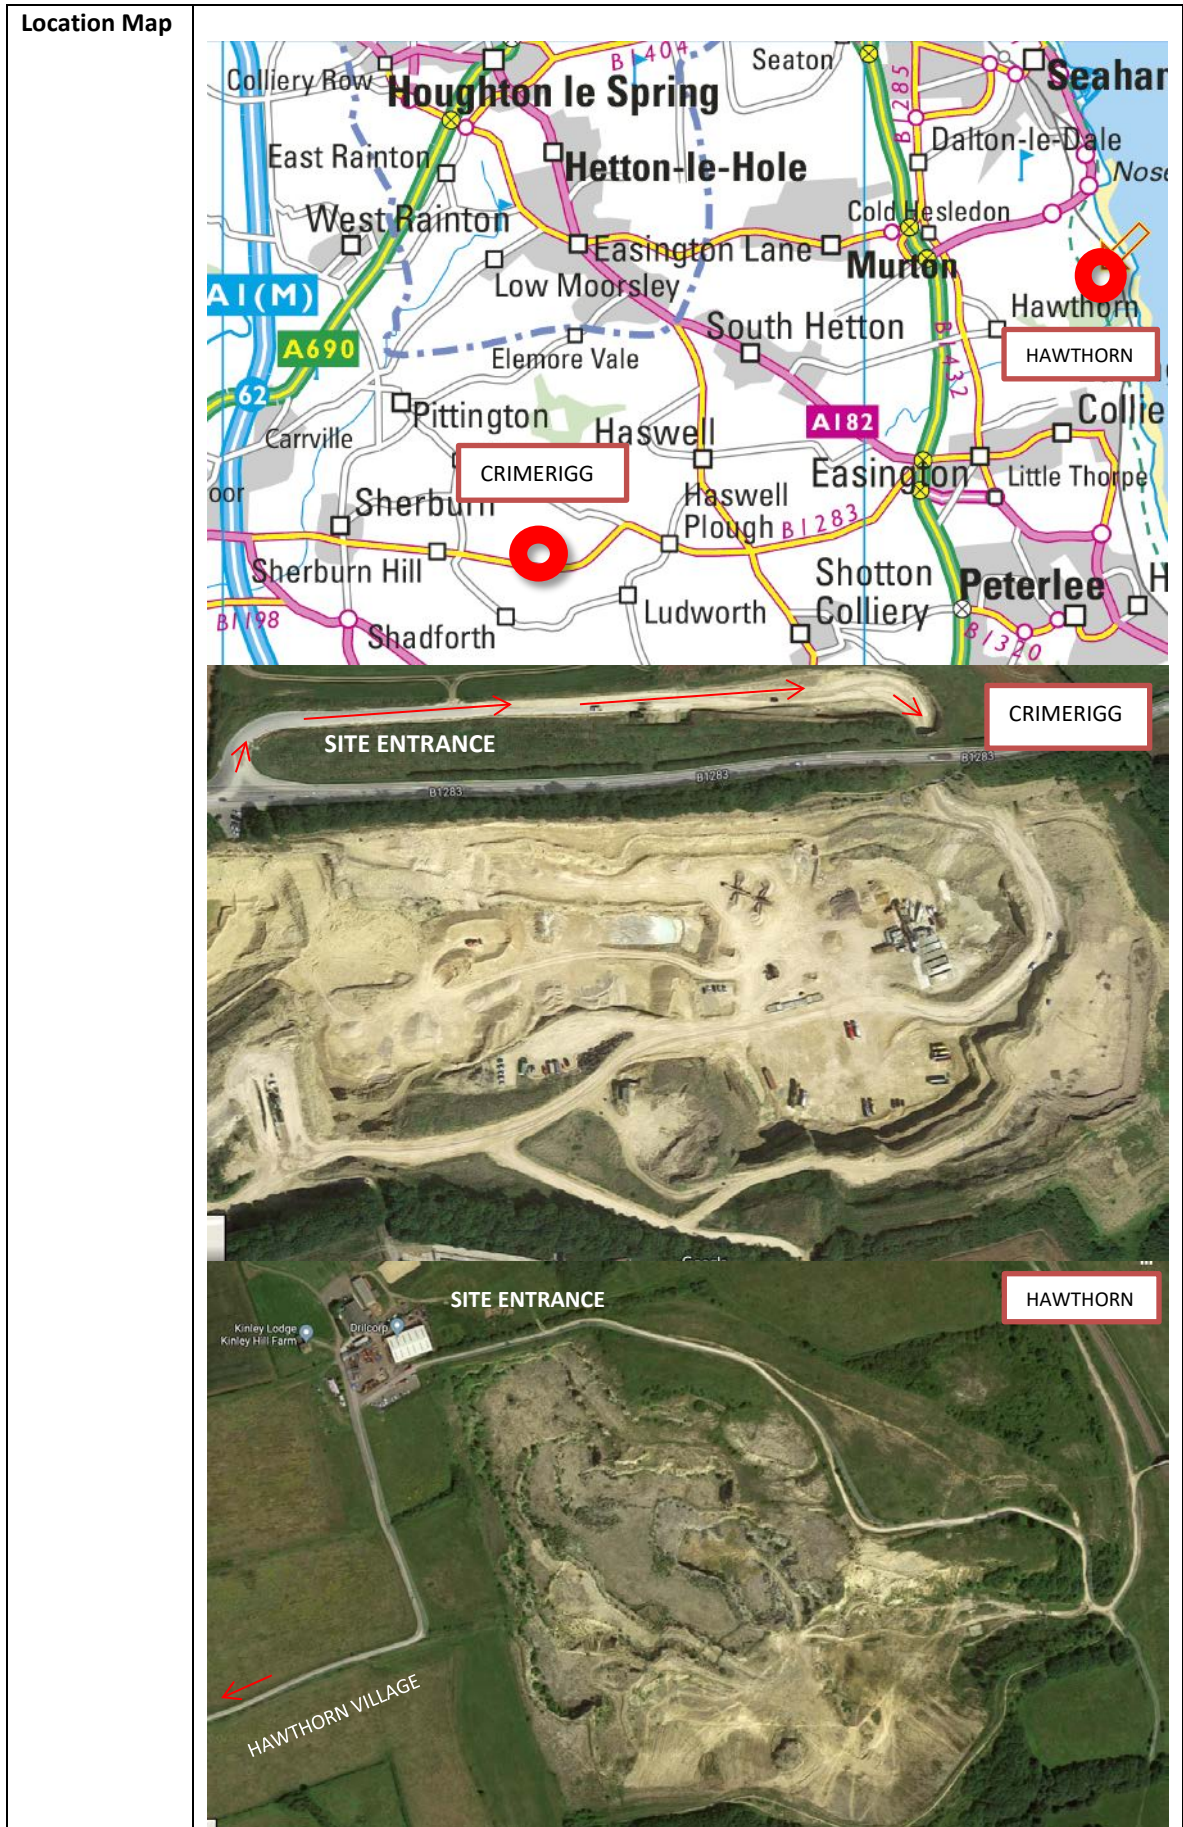 Location Map
B1404
Seaton
Colliery Row
Houghton le Spring
B1285
Seahar
Dalton-le-Dale
East Rainton
Hetton-le-Hole
Nose
West Rainton
Cold Hesledon
Easington Lane
Murton
A1(M)
Low Moorsley
Hawthorn
South Hetton
A690
Elemore Vale
B1432
HAWTHORN
62
Pittington
A182
Collie
Carrville
Haswell
CRIMERIGG
Easington
Little Thorpe
oor
Sherburn
Haswell
Plough
B1283
Sherburn Hill
Shotton
Colliery
Peterlee
H
Ludworth
B1198
Shadforth
B1320
CRIMERIGG
SITE ENTRANCE
B1283
B1283
B1283
SITE ENTRANCE
HAWTHORN
Kinley Lodge
Kinley Hill Farm
Drilcorp
HAWTHORN VILLAGE